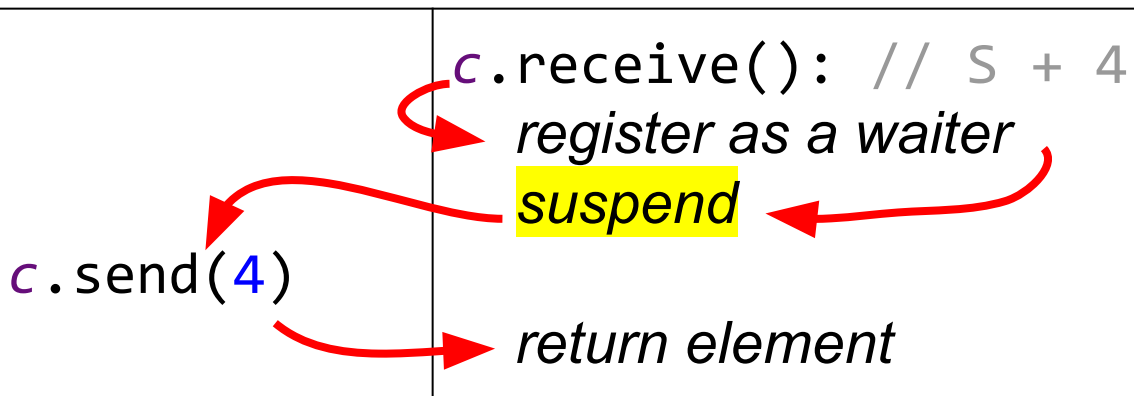 c.receive(): // S + 4
register as a waiter
suspend
c.send(4)
return element